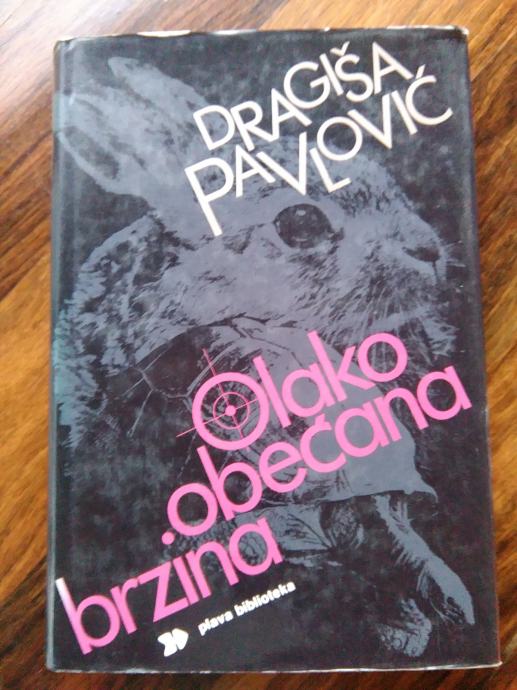 DRAGIŠA
PAVLOVIĆ
Olako
obećana
brzina
plava biblioteka